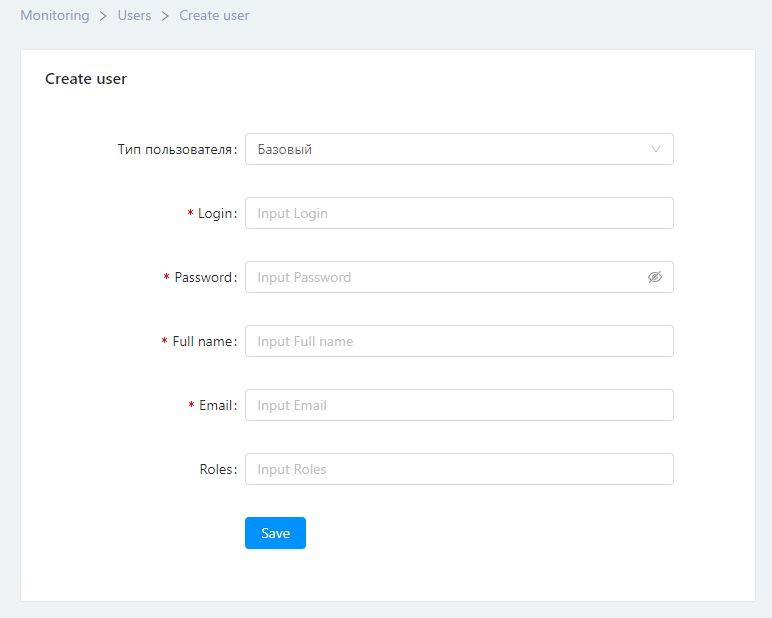 Monitoring > Users > Create user
Create user
Тип пользователя: Базовый
* Login: Input Login
* Password: Input Password
* Full name: Input Full name
* Email: Input Email
Roles: Input Roles
Save